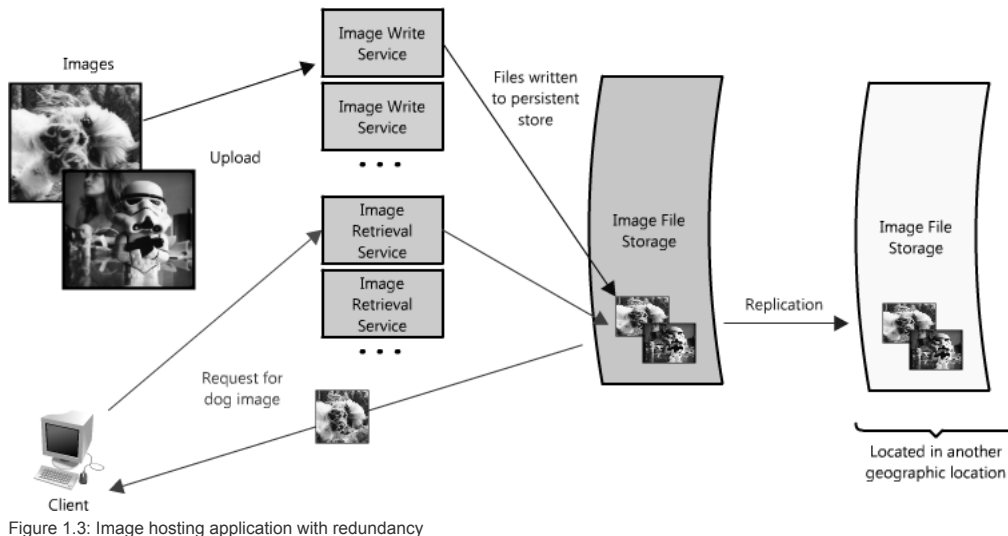 Images
Upload
Image Write
Service
Image Write
Service
• • •
Image
Retrieval
Service
Image
Retrieval
Service
• • •
Files written
to persistent
store
Image File
Storage
Replication
Image File
Storage
Located in another
geographic location
Request for
dog image
Client
Figure 1.3: Image hosting application with redundancy